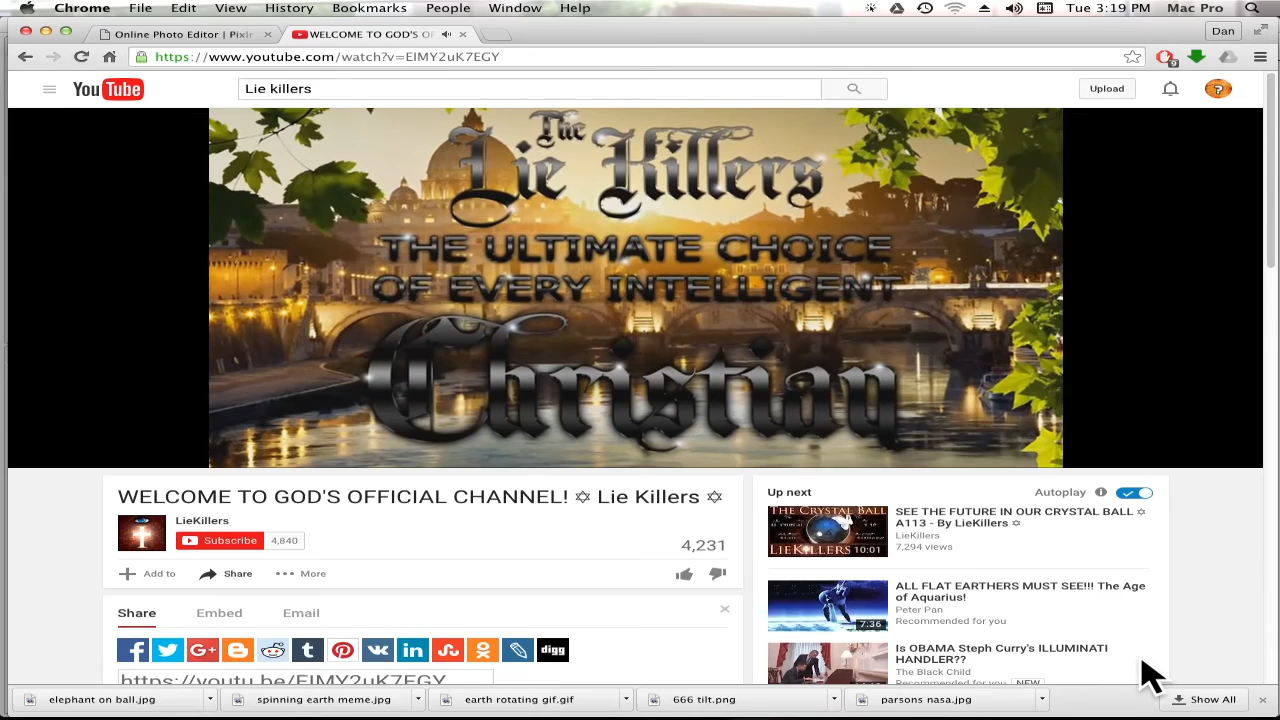 Chrome File Edit View History Bookmarks People Window Help Tue 3:19 PM Mac Pro
Online Photo Editor | Pixlr WELCOME TO GOD'S O Dan
https://www.youtube.com/watch?v=EIMY2uK7EGY
YouTube Lie killers Upload
The
Lie Killers
THE ULTIMATE CHOICE
OF EVERY INTELLIGENT
Christian
WELCOME TO GOD'S OFFICIAL CHANNEL! ✡ Lie Killers ✡
LieKillers
Subscribe 4,840
4,231
Add to Share More
Share Embed Email
digg
https://youtu.be/EIMY2uK7EGY
Up next Autoplay
THE CRYSTAL BALL
LIEKILLERS 10:01
SEE THE FUTURE IN OUR CRYSTAL BALL ✡
A113 - By LieKillers ✡
LieKillers
7,294 views
7:36
ALL FLAT EARTHERS MUST SEE!!! The Age
of Aquarius!
Peter Pan
Recommended for you
Is OBAMA Steph Curry's ILLUMINATI
HANDLER??
The Black Child
Recommended for you NEW
elephant on ball.jpg spinning earth meme.jpg earth rotating gif.gif 666 tilt.png parsons nasa.jpg Show All